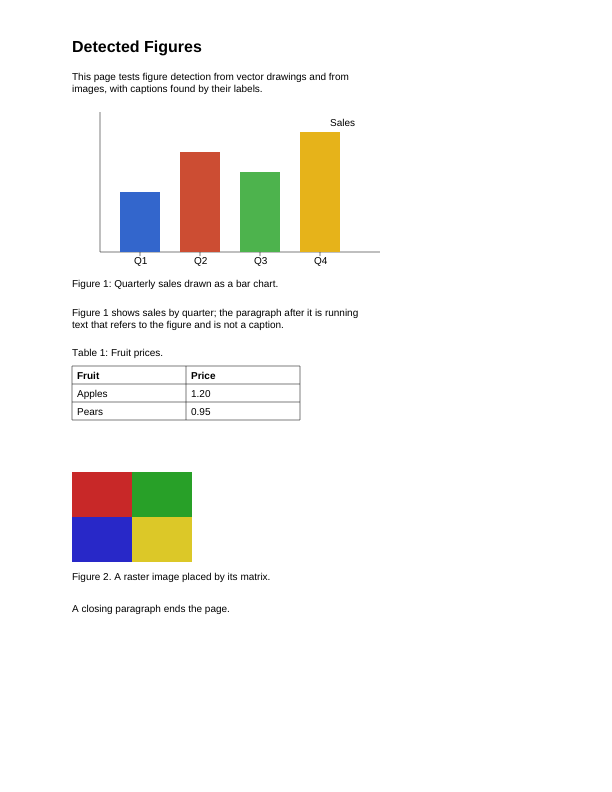 Detected Figures
This page tests figure detection from vector drawings and from
images, with captions found by their labels.
Sales
Q1 Q2 Q3 Q4
Figure 1: Quarterly sales drawn as a bar chart.
Figure 1 shows sales by quarter; the paragraph after it is running
text that refers to the figure and is not a caption.
Table 1: Fruit prices.
Fruit Price
Apples 1.20
Pears 0.95
Figure 2. A raster image placed by its matrix.
A closing paragraph ends the page.